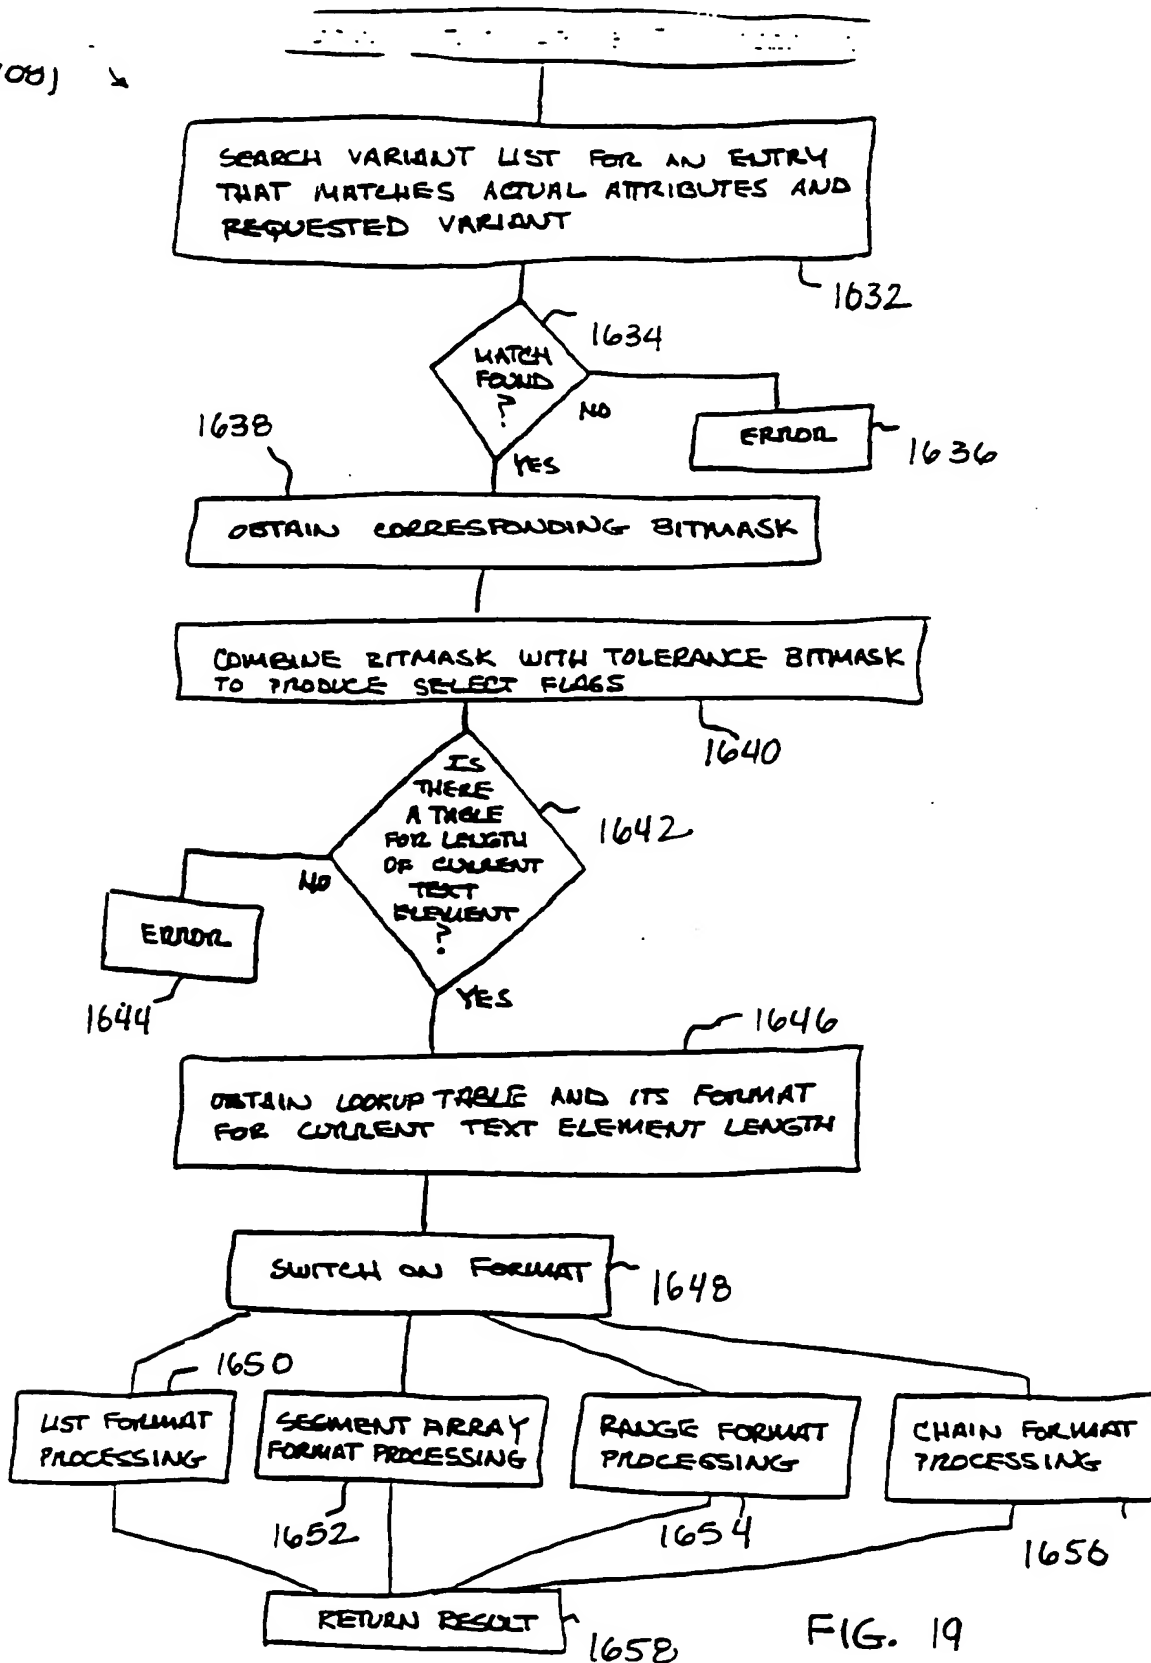 SEARCH VARIANT LIST FOR AN ENTRY
THAT MATCHES ACTUAL ATTRIBUTES AND
REQUESTED VARIANT
1632
1634
MATCH
FOUND
?
NO
YES
ERROR
1636
1638
OBTAIN CORRESPONDING BITMASK
COMBINE BITMASK WITH TOLERANCE BITMASK
TO PRODUCE SELECT FLAGS
1640
IS
THERE
A TABLE
FOR LENGTH
OF CURRENT
TEXT
ELEMENT
?
1642
NO
ERROR
1644
YES
1646
OBTAIN LOOKUP TABLE AND ITS FORMAT
FOR CURRENT TEXT ELEMENT LENGTH
SWITCH ON FORMAT
1648
1650
LIST FORMAT
PROCESSING
SEGMENT ARRAY
FORMAT PROCESSING
RANGE FORMAT
PROCESSING
CHAIN FORMAT
PROCESSING
1652
1654
1656
RETURN RESULT
1658
FIG. 19